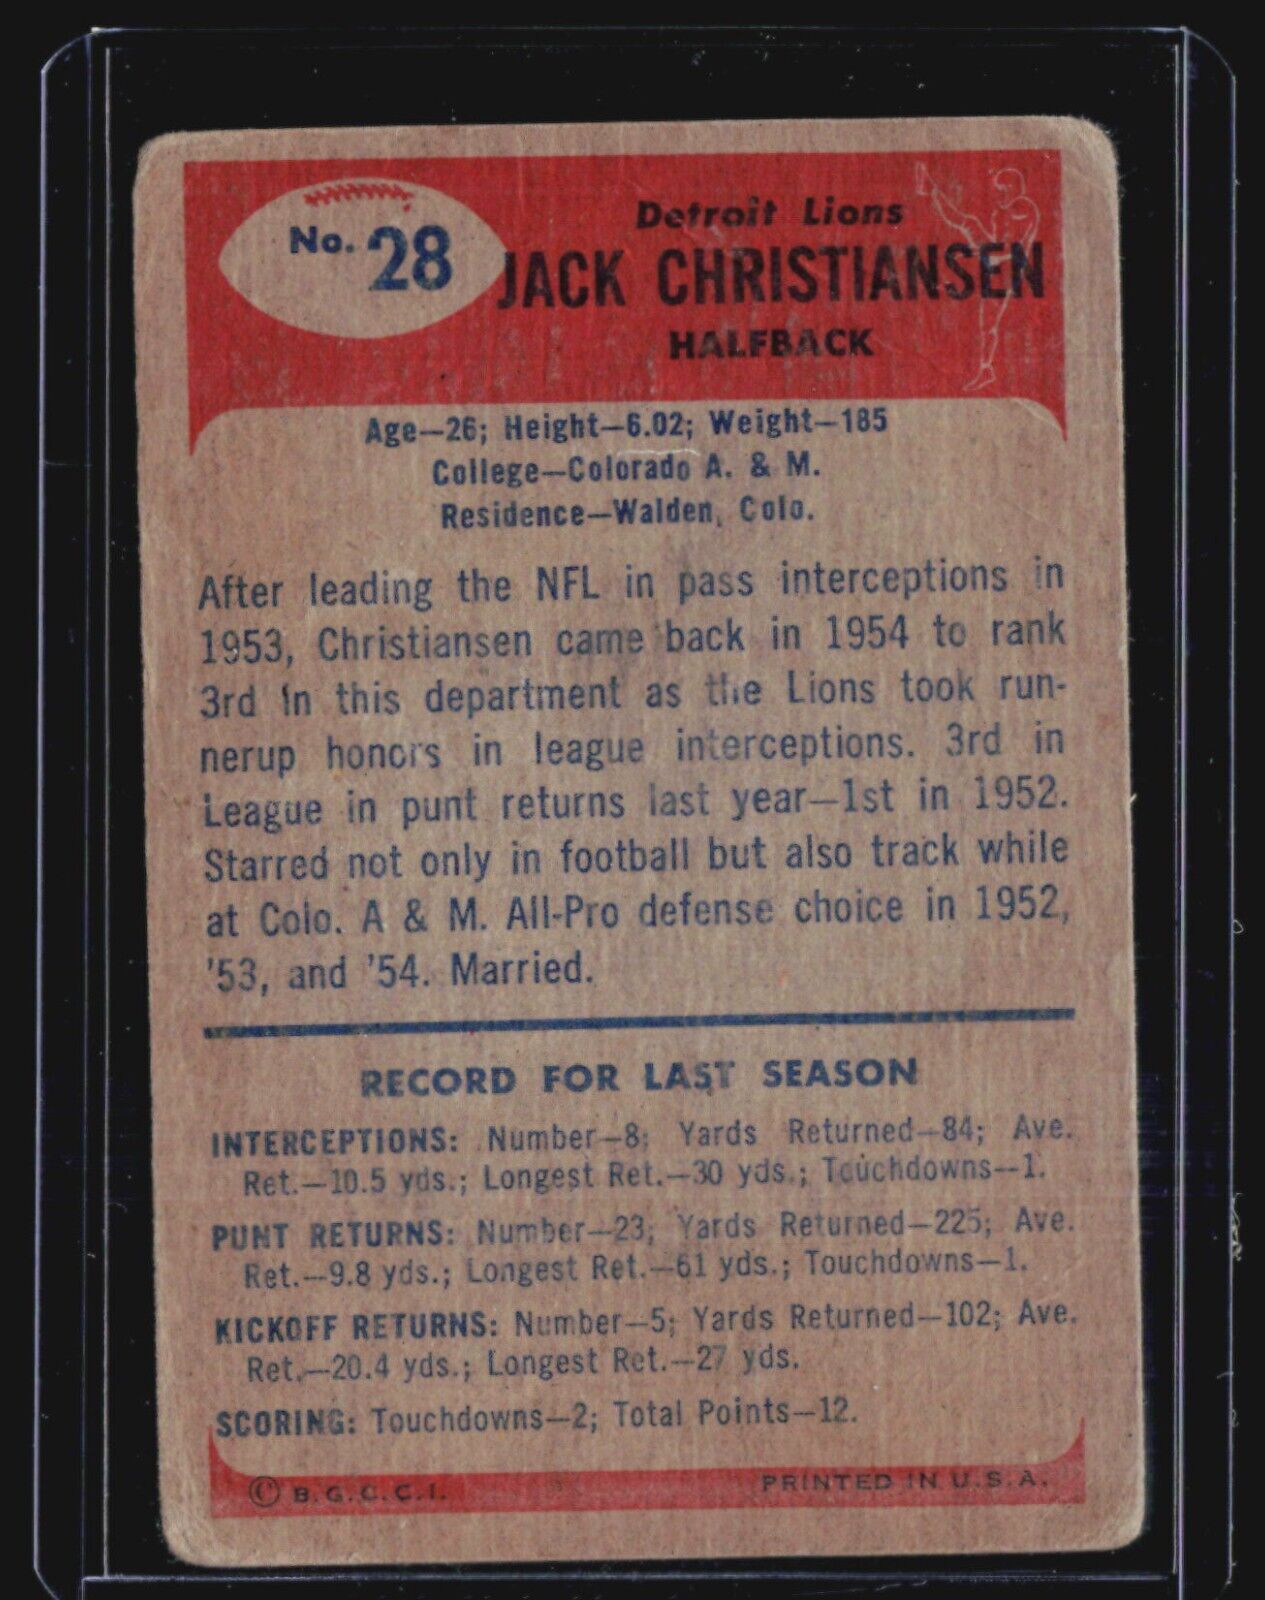 No. 28
Detroit Lions
JACK CHRISTIANSEN
HALFBACK
Age—26; Height—6.02; Weight—185
College—Colorado A. & M.
Residence—Walden, Colo.
After leading the NFL in pass interceptions in
1953, Christiansen came back in 1954 to rank
3rd in this department as the Lions took run-
nerup honors in league interceptions. 3rd in
League in punt returns last year—1st in 1952.
Starred not only in football but also track while
at Colo. A & M. All-Pro defense choice in 1952,
'53, and '54. Married.
RECORD FOR LAST SEASON
INTERCEPTIONS: Number—8; Yards Returned—84; Ave.
Ret.—10.5 yds.; Longest Ret.—30 yds.; Touchdowns—1.
PUNT RETURNS: Number—23; Yards Returned—225; Ave.
Ret.—9.8 yds.; Longest Ret.—61 yds.; Touchdowns—1.
KICKOFF RETURNS: Number—5; Yards Returned—102; Ave.
Ret.—20.4 yds.; Longest Ret.—27 yds.
SCORING: Touchdowns—2; Total Points—12.
© B.G.C.C.I. PRINTED IN U.S.A.